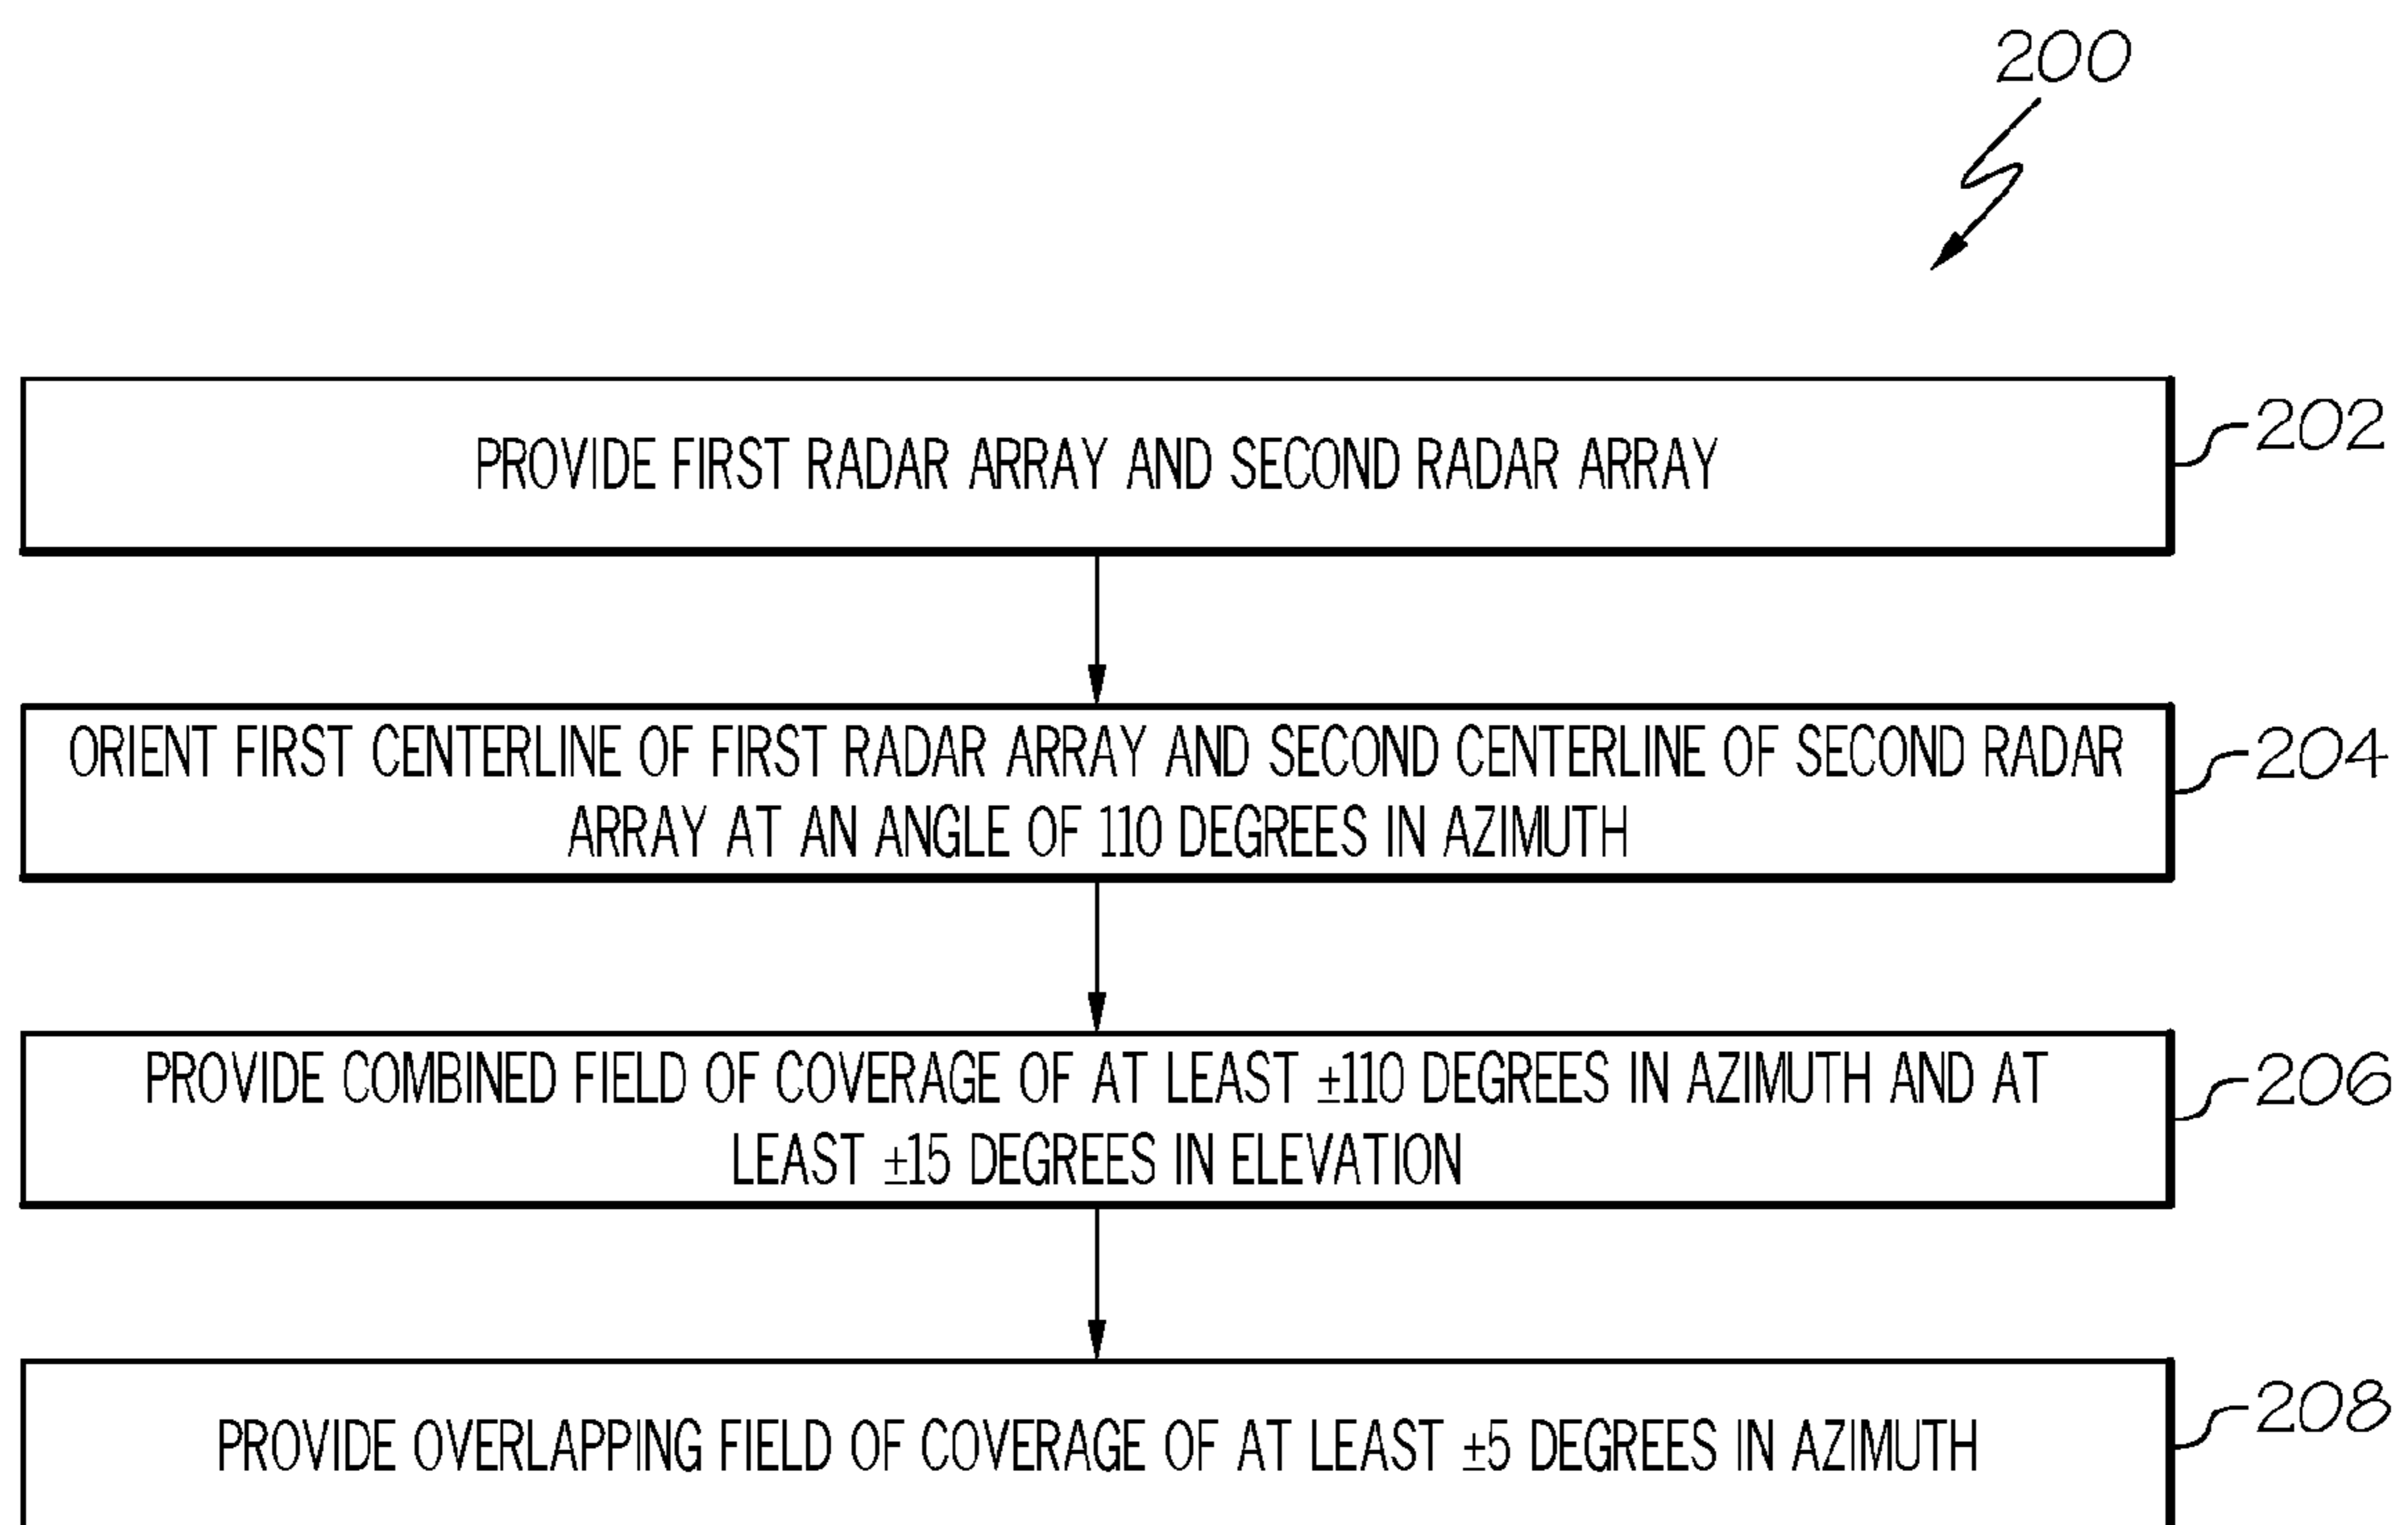 200
PROVIDE FIRST RADAR ARRAY AND SECOND RADAR ARRAY
202
ORIENT FIRST CENTERLINE OF FIRST RADAR ARRAY AND SECOND CENTERLINE OF SECOND RADAR
ARRAY AT AN ANGLE OF 110 DEGREES IN AZIMUTH
204
PROVIDE COMBINED FIELD OF COVERAGE OF AT LEAST ±110 DEGREES IN AZIMUTH AND AT
LEAST ±15 DEGREES IN ELEVATION
206
PROVIDE OVERLAPPING FIELD OF COVERAGE OF AT LEAST ±5 DEGREES IN AZIMUTH
208